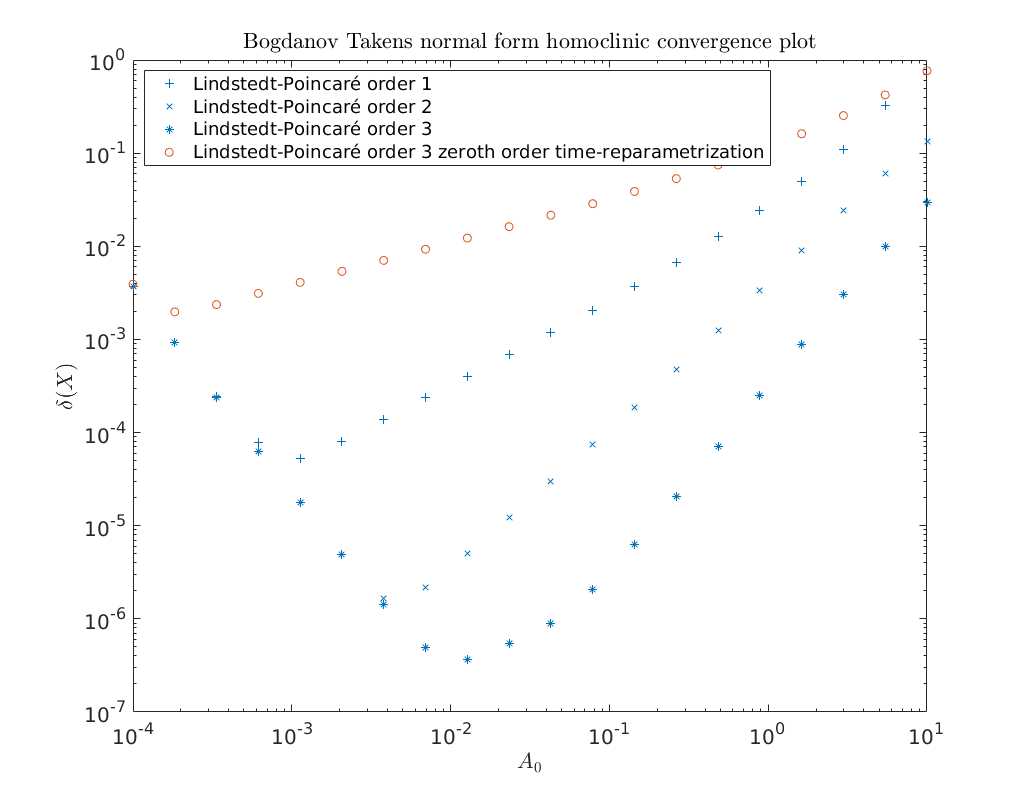 Bogdanov Takens normal form homoclinic convergence plot
Lindstedt-Poincaré order 1
Lindstedt-Poincaré order 2
Lindstedt-Poincaré order 3
Lindstedt-Poincaré order 3 zeroth order time-reparametrization
10^0
10^-1
10^-2
10^-3
10^-4
10^-5
10^-6
10^-7
δ(X)
10^-4 10^-3 10^-2 10^-1 10^0 10^1
A_0